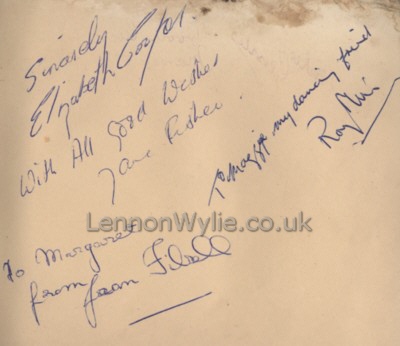 Sincerely
Elizabeth
With All Good Wishes
Jane Fisher
To Maggie my dancing friend
Roy
LennonWylie.co.uk
To Margaret
from Jean